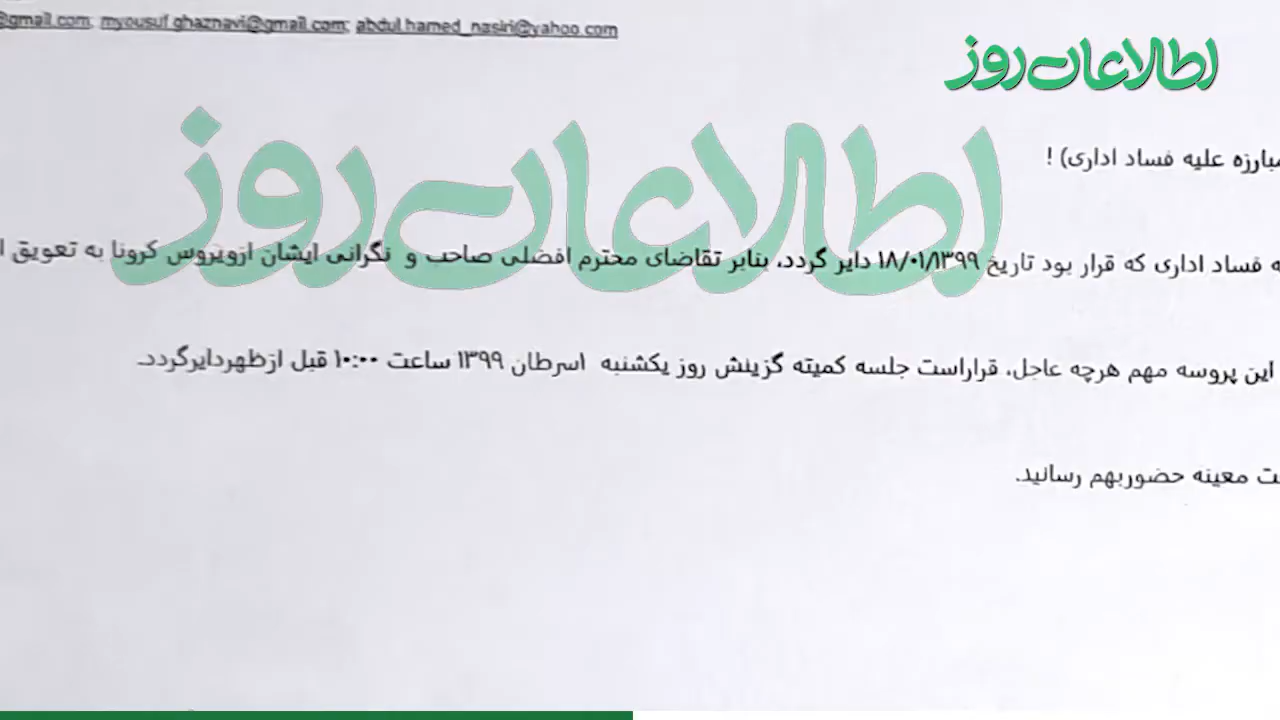 @gmail.com; myousuf.ghaznavi@gmail.com; abdul.hamed_nasiri@yahoo.com
اطلاعات روز
مبارزه علیه فساد اداری) !
اطلاعات روز
ه فساد اداری که قرار بود تاریخ ۱۸/۰۱/۱۳۹۹ دایر گردد، بنابر تقاضای محترم افضلی صاحب و نگرانی ایشان ازویروس کرونا به تعویق ا
این پروسه مهم هرچه عاجل، قراراست جلسه کمیته گزینش روز یکشنبه ۱سرطان ۱۳۹۹ ساعت ۱۰:۰۰ قبل ازظهردایرگردد.
ت معینه حضوربهم رسانید.